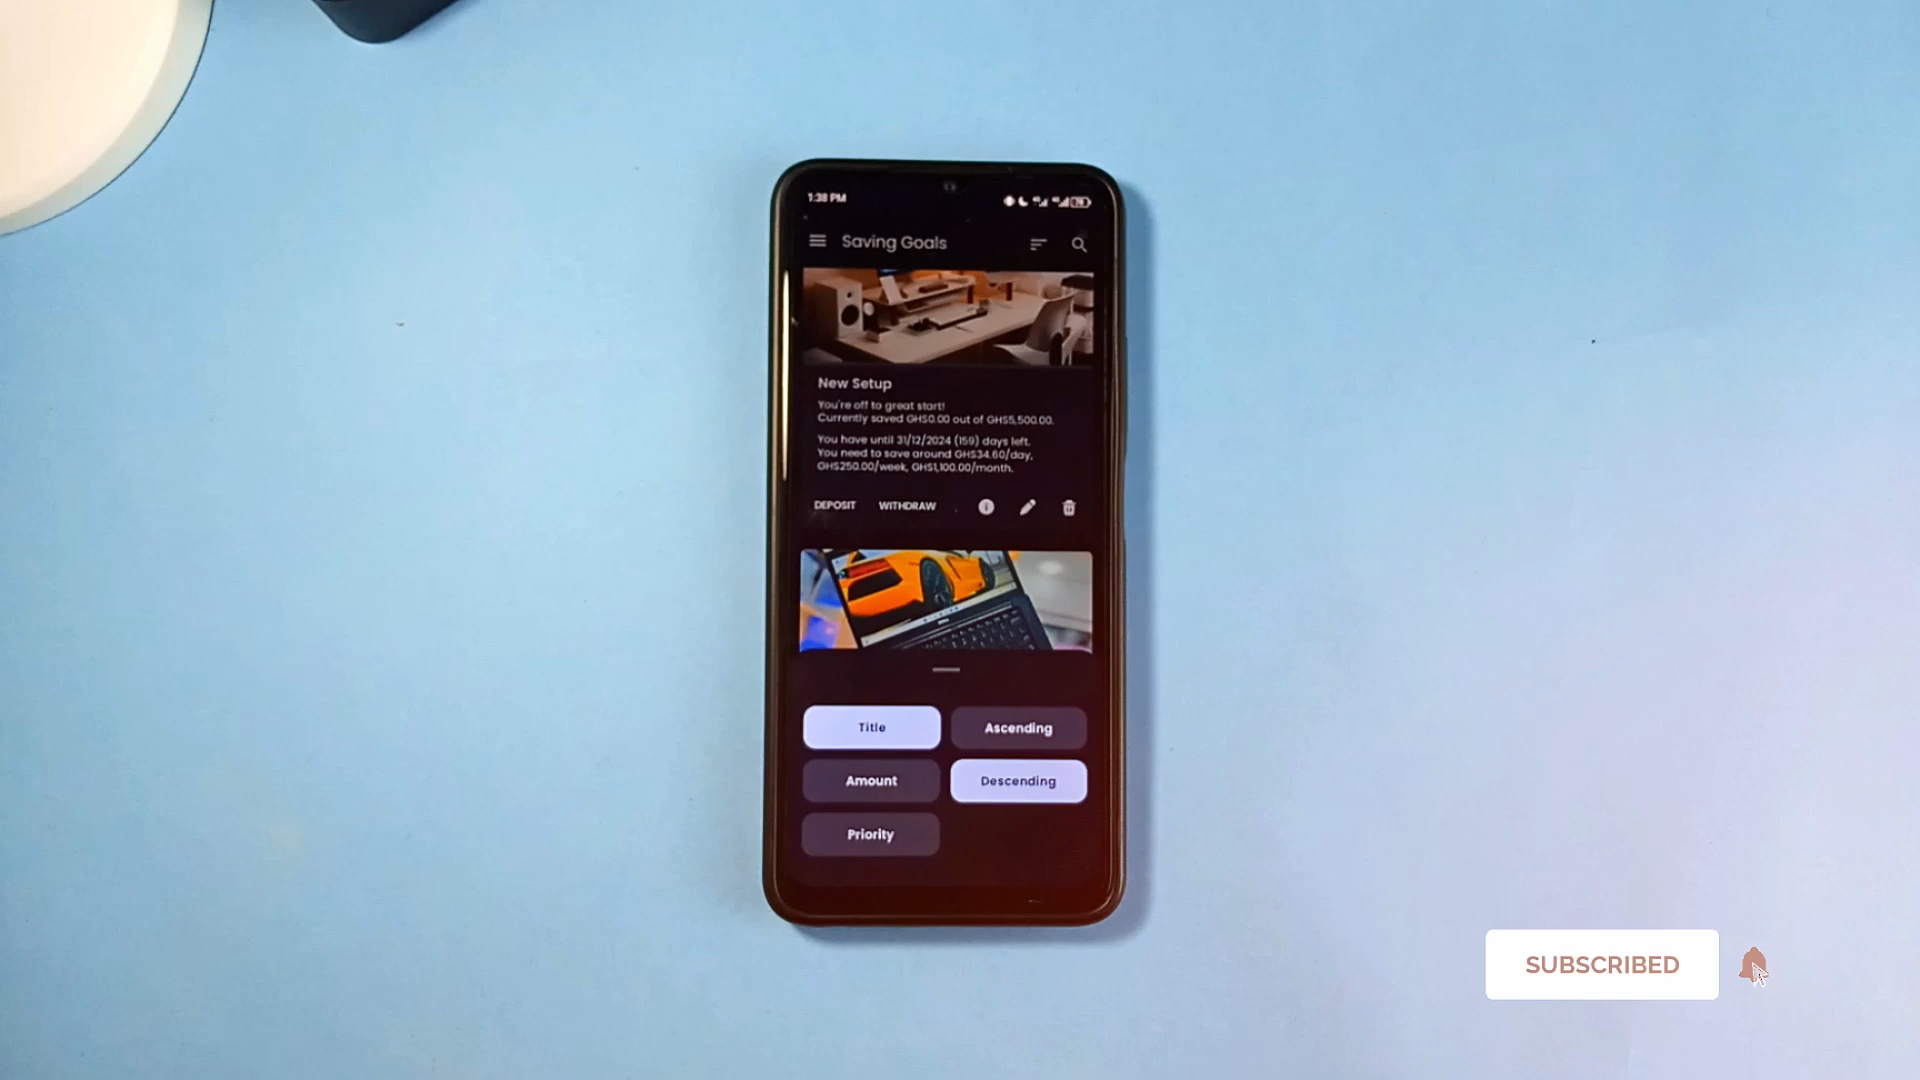 1:38 PM
Saving Goals
New Setup
You're off to great start!
Currently saved GHS0.00 out of GHS5,500.00.
You have until 31/12/2024 (159) days left.
You need to save around GHS34.60/day,
GHS250.00/week, GHS1,100.00/month.
DEPOSIT WITHDRAW
Title Ascending
Amount Descending
Priority
SUBSCRIBED